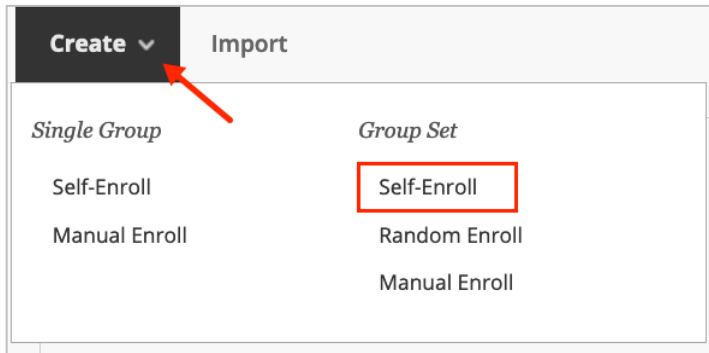 Create Import
Single Group
Self-Enroll
Manual Enroll
Group Set
Self-Enroll
Random Enroll
Manual Enroll